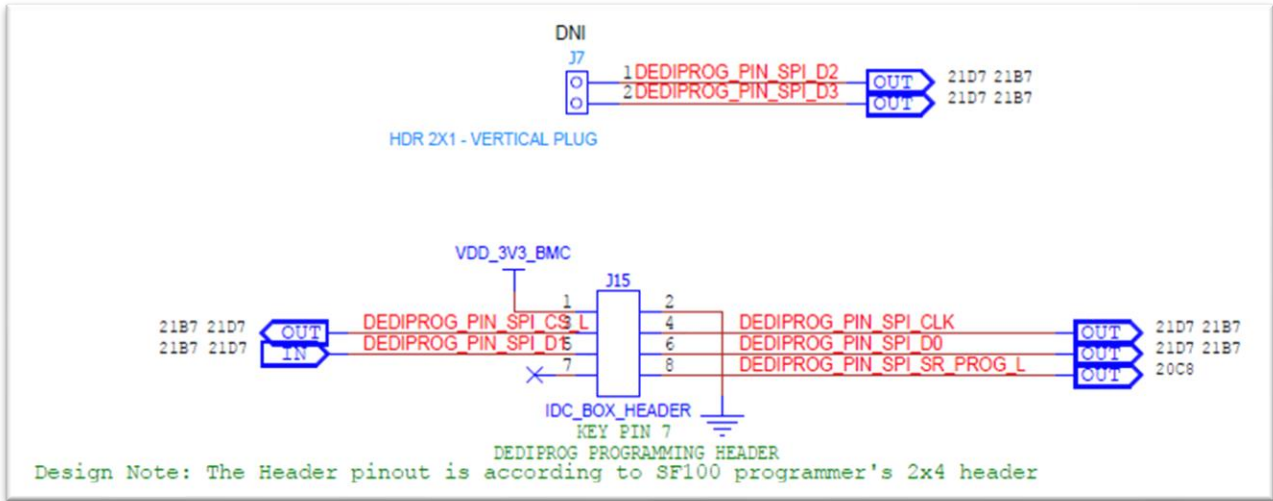 DNI
J7
1 DEDIPROG_PIN_SPI_D2 OUT 21D7 21B7
2 DEDIPROG_PIN_SPI_D3 OUT 21D7 21B7
HDR 2X1 - VERTICAL PLUG
VDD_3V3_BMC
J15
1 2
21B7 21D7 OUT DEDIPROG_PIN_SPI_CS_L 3 4 DEDIPROG_PIN_SPI_CLK OUT 21D7 21B7
21B7 21D7 IN DEDIPROG_PIN_SPI_D1 5 6 DEDIPROG_PIN_SPI_D0 OUT 21D7 21B7
7 8 DEDIPROG_PIN_SPI_SR_PROG_L OUT 20C8
IDC_BOX_HEADER
KEY PIN 7
DEDIPROG PROGRAMMING HEADER
Design Note: The Header pinout is according to SF100 programmer's 2x4 header